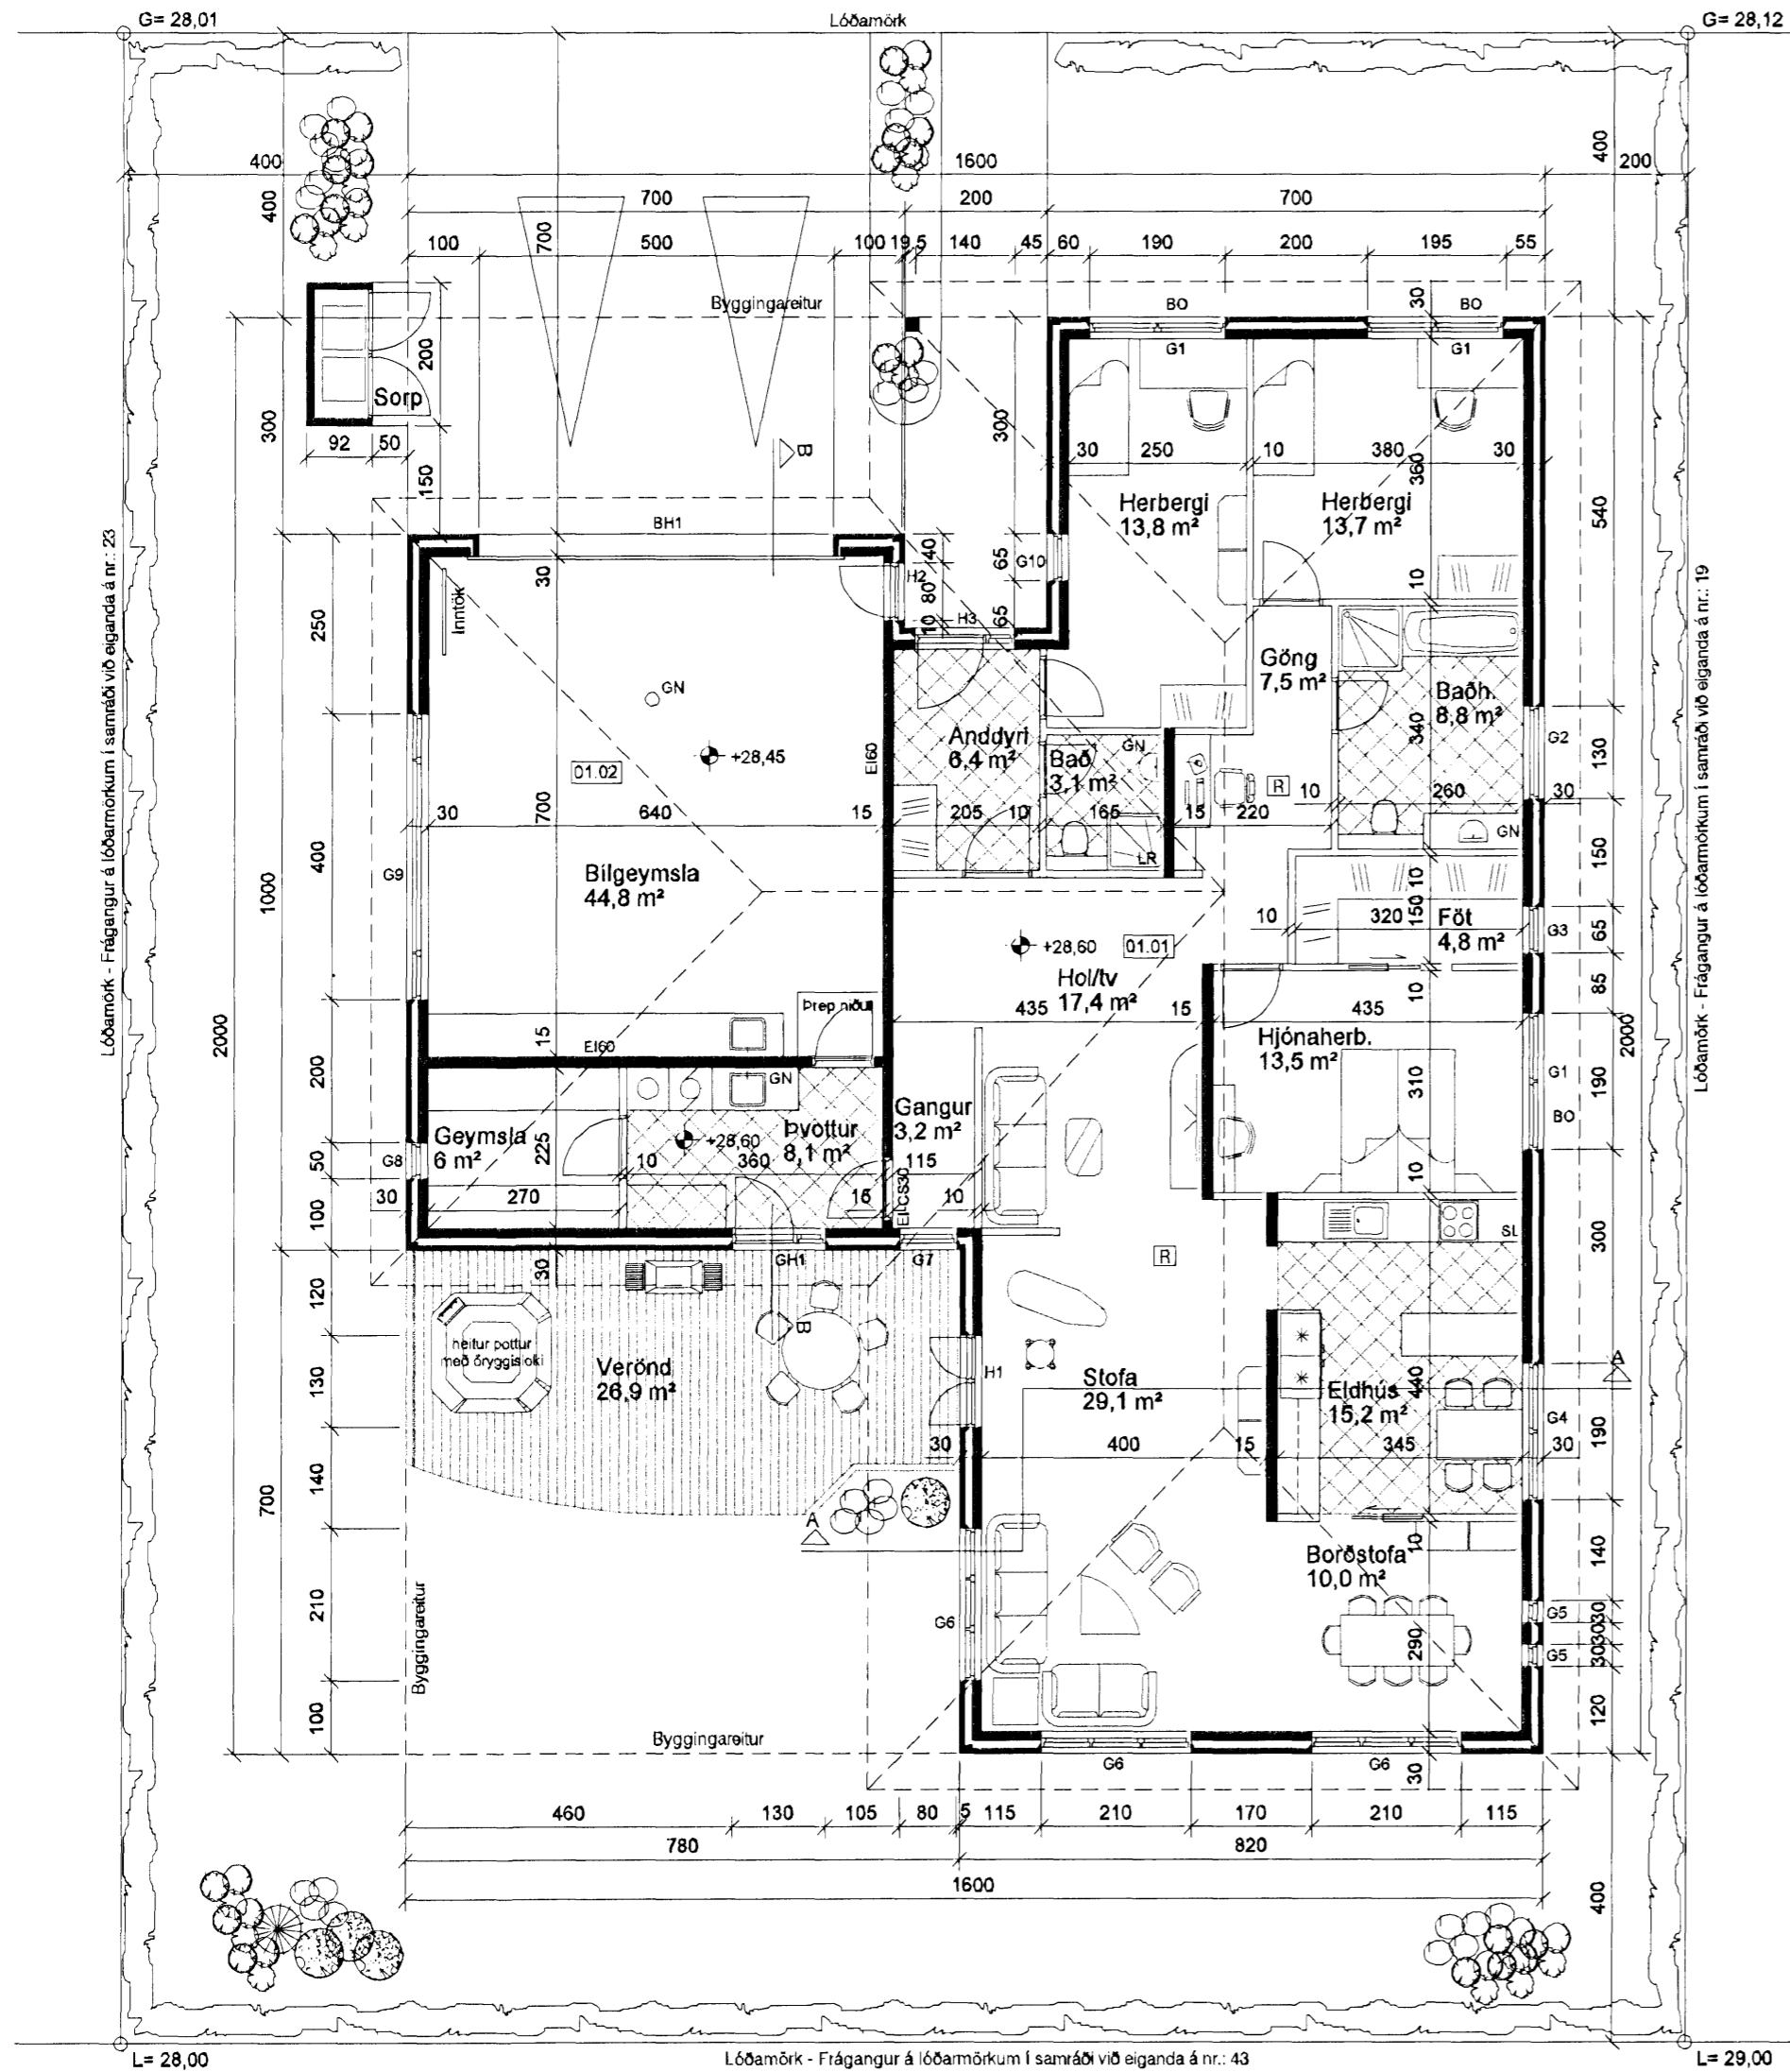 G= 28,01
Lóðamörk
G= 28,12
400
1600
400
200
400
700
200
700
100
500
700
100
19
5
140
45
60
190
200
195
55
Byggingareitur
BO
30
BO
G1
G1
200
Sorp
92
50
150
300
300
B
30
250
10
380
360
30
Herbergi
13,8 m²
Herbergi
13,7 m²
540
BH1
30
Inntök
H2
40
80
10
H3
65
65
G10
10
250
GN
+28,45
01.02
EI60
Göng
7,5 m²
Baðh.
8,8 m²
340
G2
130
Anddyri
6,4 m²
GN
Bað
3,1 m²
R
10
260
30
GN
30
700
640
15
205
10
165
15
220
LR
150
400
1000
G9
Bílgeymsla
44,8 m²
10
10
320
150
Föt
4,8 m²
G3
65
+28,60
01.01
Hol/tv
17,4 m²
435
15
10
435
85
Þrep niður
15
EI60
Hjónaherb.
13,5 m²
2000
2000
200
GN
310
190
G1
BO
Gangur
3,2 m²
Geymsla
6 m²
+28,60
Þvottur
8,1 m²
50
G8
225
10
360
115
30
270
15
EI-CS30
10
10
100
SL
300
30
GH1
G7
R
120
B
heitur pottur
með öryggisloki
Verönd
26,9 m²
130
H1
Stofa
29,1 m²
Eldhús
15,2 m²
440
A
G4
190
30
400
15
345
30
140
700
A
10
Borðstofa
10,0 m²
140
210
G6
290
G5
30
30
G5
30
Byggingareitur
100
120
Byggingareitur
G6
G6
30
460
130
105
80
5
115
210
170
210
115
780
820
1600
400
Lóðamörk - Frágangur á lóðarmörkum í samráði við eiganda á nr.: 23
Lóðamörk - Frágangur á lóðarmörkum í samráði við eiganda á nr.: 19
L= 28,00
Lóðamörk - Frágangur á lóðarmörkum í samráði við eiganda á nr.: 43
L= 29,00